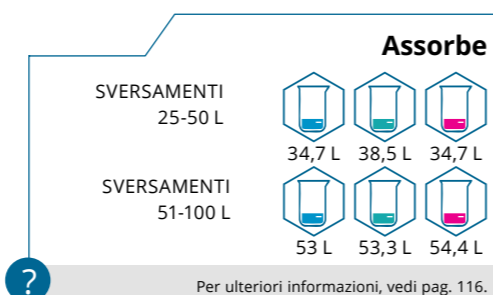 Assorbe
SVERSAMENTI
25-50 L
34,7 L 38,5 L 34,7 L
SVERSAMENTI
51-100 L
53 L 53,3 L 54,4 L
? Per ulteriori informazioni, vedi pag. 116.